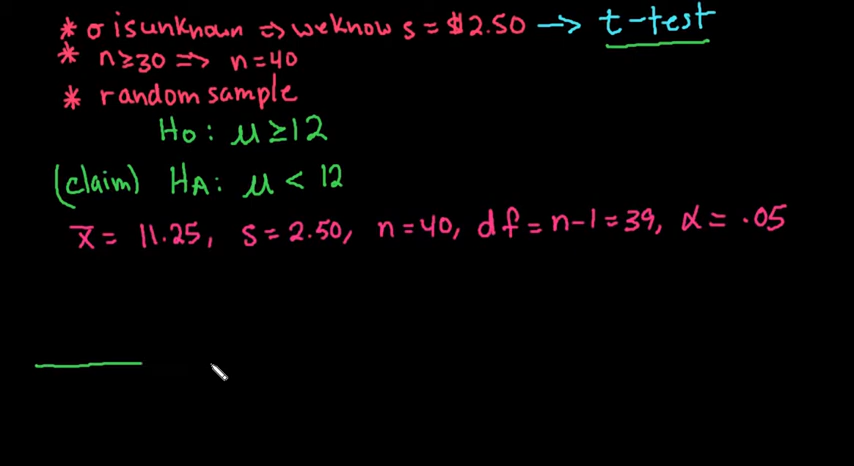 * σ is unknown ⇒ we know s = $2.50 → t-test
* n ≥ 30 ⇒ n = 40
* random sample
Ho: μ ≥ 12
(claim) HA: μ < 12
x̄ = 11.25, s = 2.50, n = 40, df = n-1 = 39, α = .05